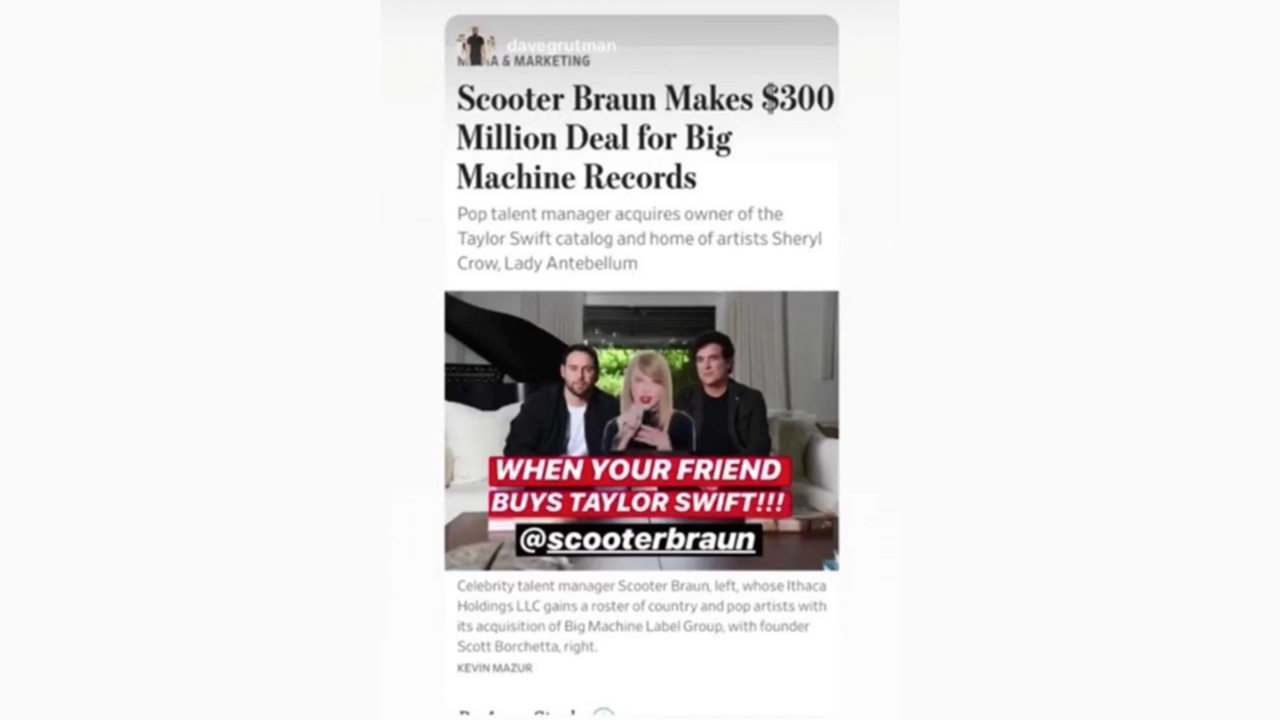 davegrutman
A & MARKETING
Scooter Braun Makes $300
Million Deal for Big
Machine Records
Pop talent manager acquires owner of the
Taylor Swift catalog and home of artists Sheryl
Crow, Lady Antebellum
WHEN YOUR FRIEND
BUYS TAYLOR SWIFT!!!
@scooterbraun
Celebrity talent manager Scooter Braun, left, whose Ithaca
Holdings LLC gains a roster of country and pop artists with
its acquisition of Big Machine Label Group, with founder
Scott Borchetta, right.
KEVIN MAZUR